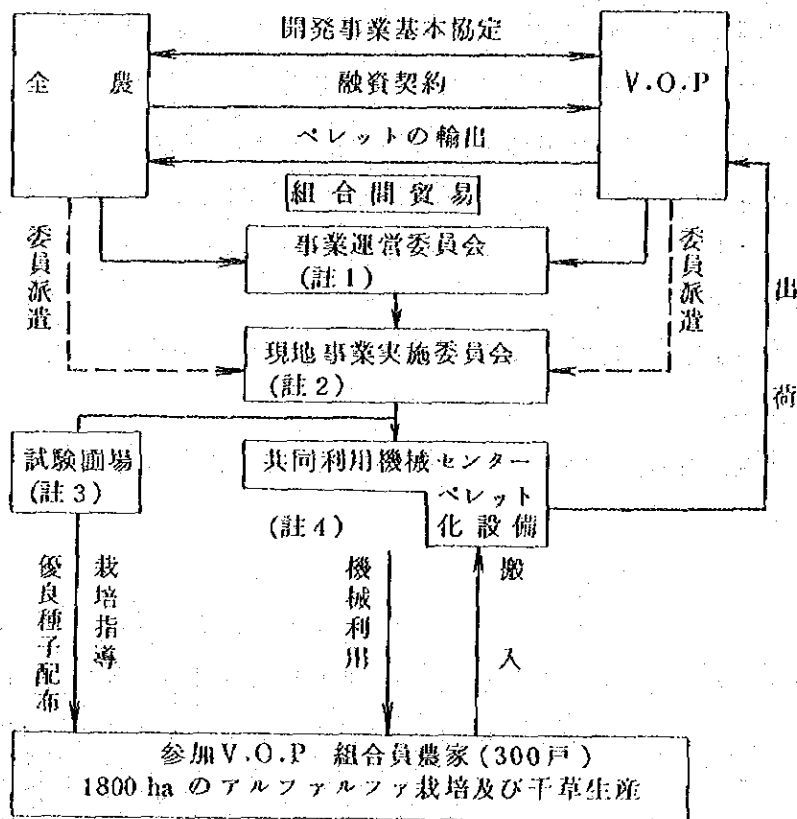 開発事業基本協定
全農
融資契約
V.O.P
ペレットの輸出
組合間貿易
委員派遣
事業運営委員会
(註1)
委員派遣
出荷
現地事業実施委員会
(註2)
試験圃場
(註3)
共同利用機械センター
ペレット
化設備
(註4)
優良種子配布
栽培指導
機械利用
搬入
参加V.O.P 組合員農家(300戸)
1800 ha のアルファルファ栽培及び干草生産